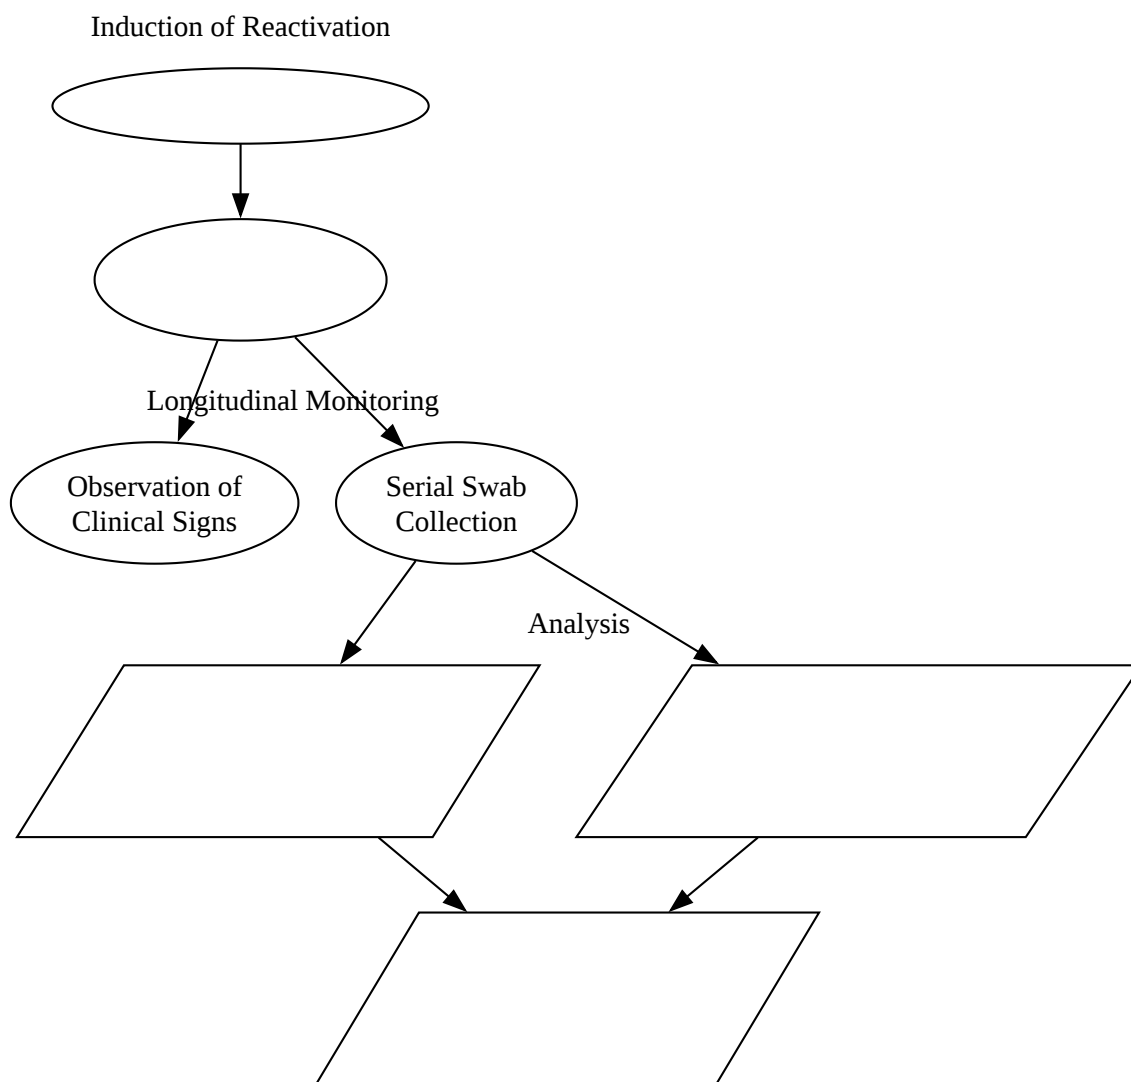 Induction of Reactivation
Longitudinal Monitoring
Observation of
Clinical Signs
Serial Swab
Collection
Analysis